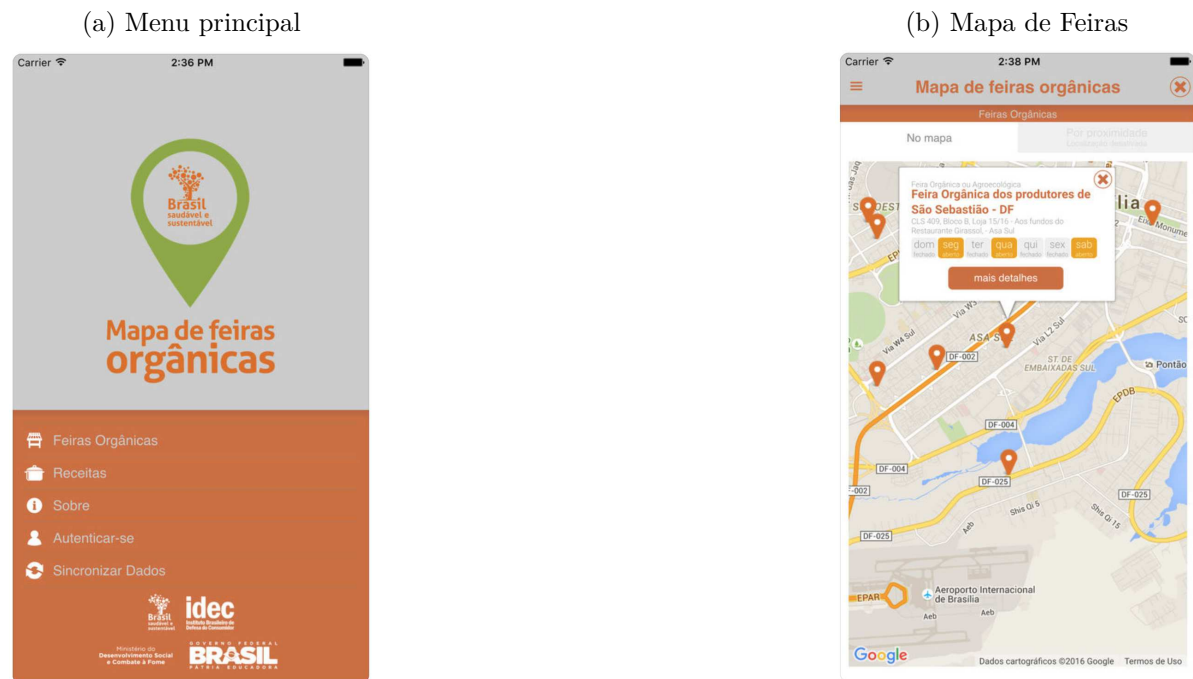 (a) Menu principal
Carrier
2:36 PM
Brasil
saudável e
sustentável
Mapa de feiras
orgânicas
Feiras Orgânicas
Receitas
Sobre
Autenticar-se
Sincronizar Dados
Brasil
saudável e
sustentável
idec
Instituto Brasileiro de
Defesa do Consumidor
Ministério do
Desenvolvimento Social
e Combate à Fome
GOVERNO FEDERAL
BRASIL
PÁTRIA EDUCADORA
(b) Mapa de Feiras
Carrier
2:38 PM
Mapa de feiras orgânicas
Feiras Orgânicas
No mapa
Por proximidade
Feira Orgânica ou Agroecológica
Feira Orgânica dos produtores de
São Sebastião - DF
CLS 409, Bloco B, Loja 15/16 - Aos fundos do
Restaurante Girassol, - Asa Sul
dom seg ter qua qui sex sab
fechado aberto fechado aberto fechado fechado aberto
mais detalhes
lia
Eixo Monume
Via W3
Via W4 Sul
ASA S
Via L2 Sul
DF-002
ST. DE
EMBAIXADAS SUL
Pontão
EPDB
DF-004
DF-004
DF-025
-002
DF-025
Shis Qi 5
Shis Qi 15
Aeb
DF-025
EPAR
Aeroporto Internacional
de Brasília
Aeb
Aeb
Google
Dados cartográficos ©2016 Google
Termos de Uso